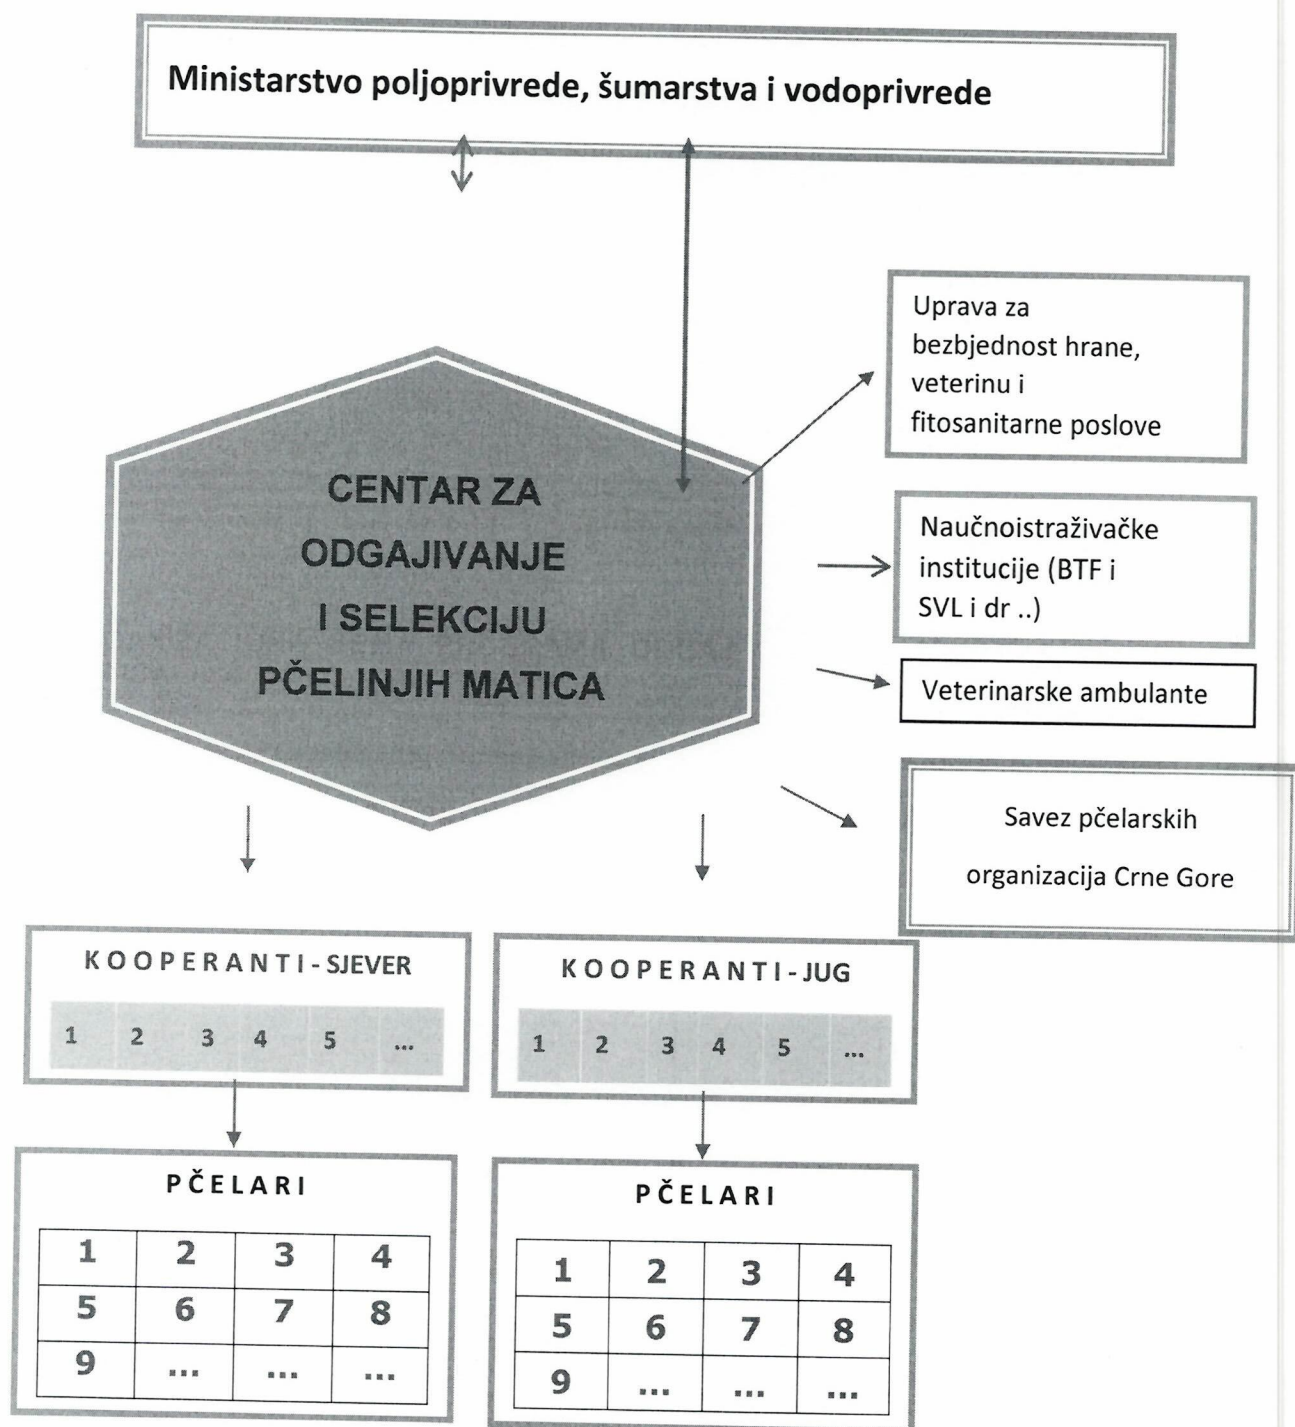 Ministarstvo poljoprivrede, šumarstva i vodoprivrede
Uprava za
bezbjednost hrane,
veterinu i
fitosanitarne poslove
CENTAR ZA
ODGAJIVANJE
I SELEKCIJU
PČELINJIH MATICA
Naučnoistraživačke
institucije (BTF i
SVL i dr ..)
Veterinarske ambulante
Savez pčelarskih
organizacija Crne Gore
KOOPERANTI-SJEVER
1 2 3 4 5 ...
KOOPERANTI-JUG
1 2 3 4 5 ...
PČELARI
1 2 3 4
5 6 7 8
9 ... ... ...
PČELARI
1 2 3 4
5 6 7 8
9 ... ... ...